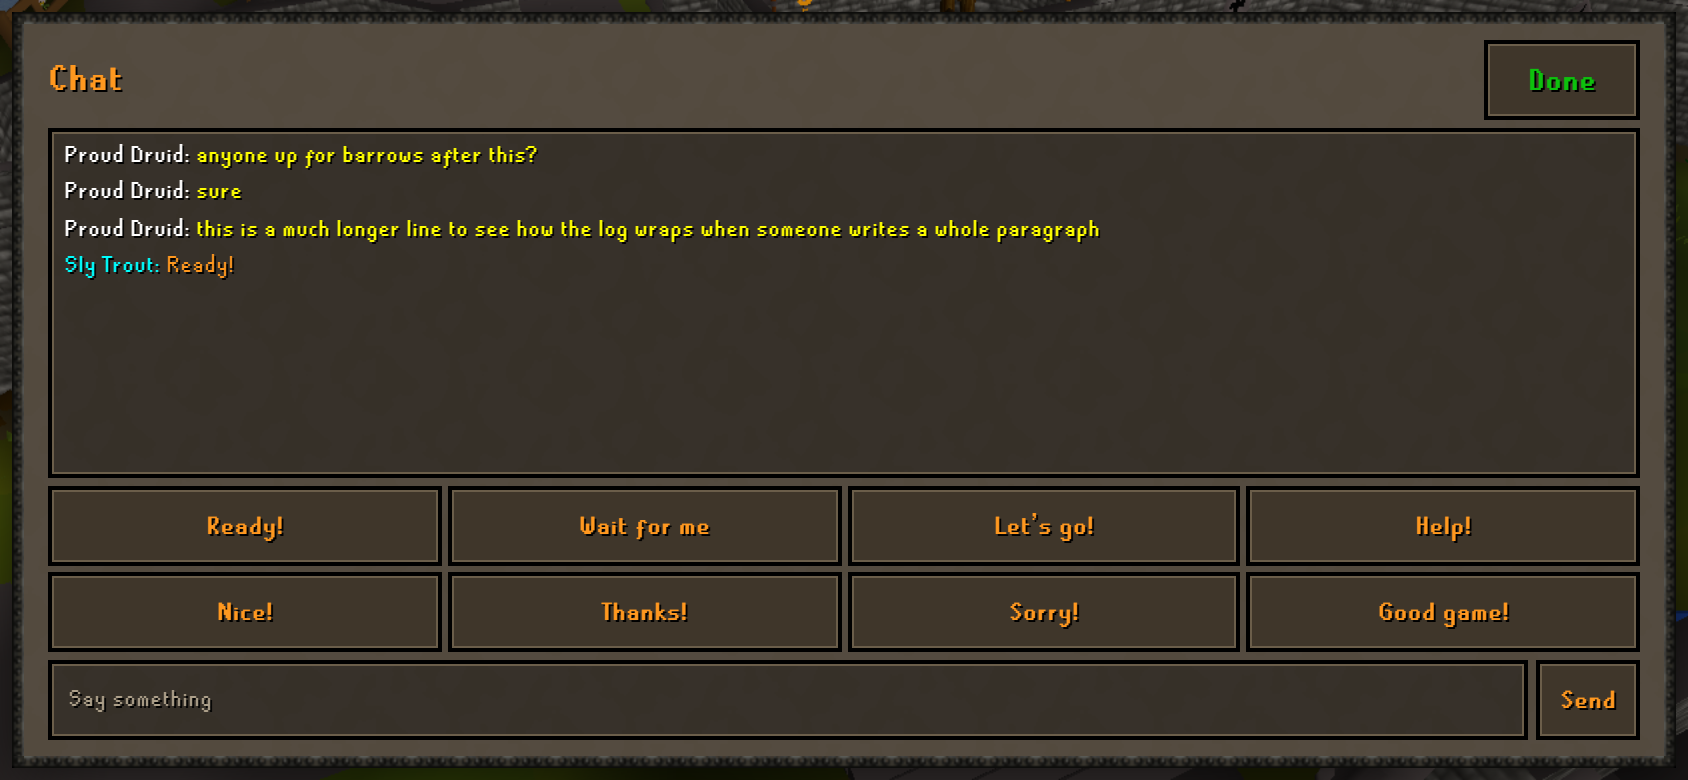 Chat
Done
Proud Druid: anyone up for barrows after this?
Proud Druid: sure
Proud Druid: this is a much longer line to see how the log wraps when someone writes a whole paragraph
Sly Trout: Ready!
Ready!
Wait for me
Let's go!
Help!
Nice!
Thanks!
Sorry!
Good game!
Say something
Send